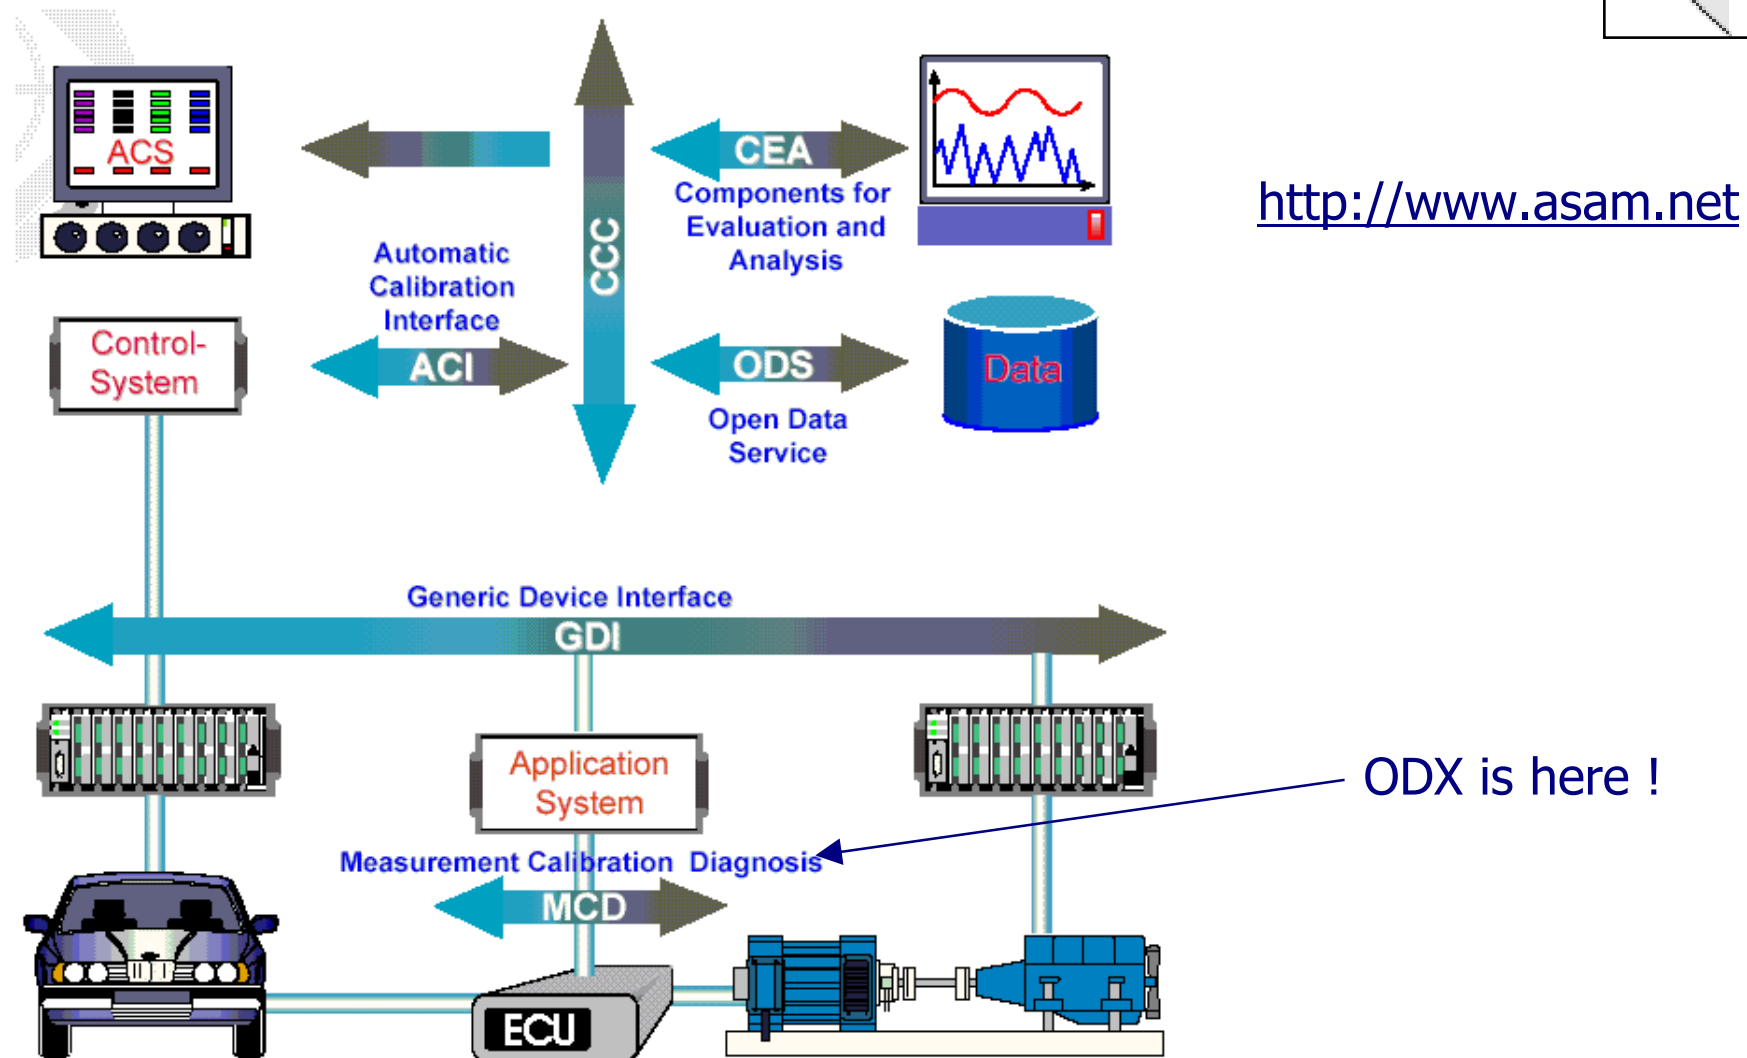 ACS
CEA
Components for
Evaluation and
Analysis
http://www.asam.net
CCC
Automatic
Calibration
Interface
ACI
Control-
System
ODS
Open Data
Service
Data
Generic Device Interface
GDI
Application
System
ODX is here !
Measurement Calibration  Diagnosis
MCD
ECU